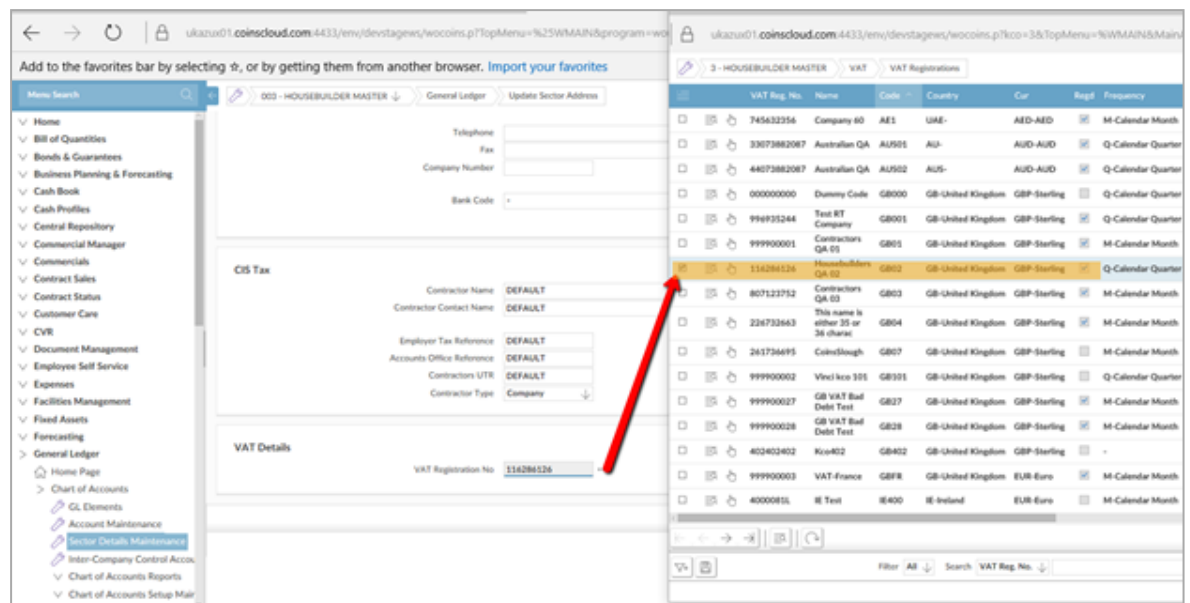 ukazux01.coinscloud.com:4433/env/devstagews/wocoins.p?TopMenu=%25WMAIN&program=wo
Add to the favorites bar by selecting ☆, or by getting them from another browser. Import your favorites
Menu Search
003 - HOUSEBUILDER MASTER General Ledger Update Sector Address
Home
Bill of Quantities
Bonds & Guarantees
Business Planning & Forecasting
Cash Book
Cash Profiles
Central Repository
Commercial Manager
Commercials
Contract Sales
Contract Status
Customer Care
CVR
Document Management
Employee Self Service
Expenses
Facilities Management
Fixed Assets
Forecasting
General Ledger
Home Page
Chart of Accounts
GL Elements
Account Maintenance
Sector Details Maintenance
Inter-Company Control Accou
Chart of Accounts Reports
Chart of Accounts Setup Main
Telephone
Fax
Company Number
Bank Code -
CIS Tax
Contractor Name DEFAULT
Contractor Contact Name DEFAULT
Employer Tax Reference DEFAULT
Accounts Office Reference DEFAULT
Contractors UTR DEFAULT
Contractor Type Company
VAT Details
VAT Registration No 116286126
ukazux01.coinscloud.com:4433/env/devstagews/wocoins.p?kco=3&TopMenu=%WMAIN&MainA
3 - HOUSEBUILDER MASTER VAT VAT Registrations
VAT Reg. No. Name Code Country Cur Regd Frequency
745632356 Company 60 AE1 UAE- AED-AED M-Calendar Month
33073882087 Australian QA AUS01 AU- AUD-AUD Q-Calendar Quarter
44073882087 Australian QA AUS02 AUS- AUD-AUD Q-Calendar Quarter
000000000 Dummy Code GB000 GB-United Kingdom GBP-Sterling Q-Calendar Quarter
996935244 Test RT Company GB001 GB-United Kingdom GBP-Sterling Q-Calendar Quarter
999900001 Contractors QA 01 GB01 GB-United Kingdom GBP-Sterling M-Calendar Month
116286126 Housebuilders QA 02 GB02 GB-United Kingdom GBP-Sterling Q-Calendar Quarter
807123752 Contractors QA 03 GB03 GB-United Kingdom GBP-Sterling M-Calendar Month
226732663 This name is either 35 or 36 charac GB04 GB-United Kingdom GBP-Sterling M-Calendar Month
261736695 CoinsSlough GB07 GB-United Kingdom GBP-Sterling M-Calendar Month
999900002 Vinci kco 101 GB101 GB-United Kingdom GBP-Sterling Q-Calendar Quarter
999900027 GB VAT Bad Debt Test GB27 GB-United Kingdom GBP-Sterling M-Calendar Month
999900028 GB VAT Bad Debt Test GB28 GB-United Kingdom GBP-Sterling M-Calendar Month
402402402 Kco402 GB402 GB-United Kingdom GBP-Sterling -
999900003 VAT-France GBFR GB-United Kingdom EUR-Euro M-Calendar Month
4000081L IE Test IE400 IE-Ireland EUR-Euro M-Calendar Month
Filter All Search VAT Reg. No.